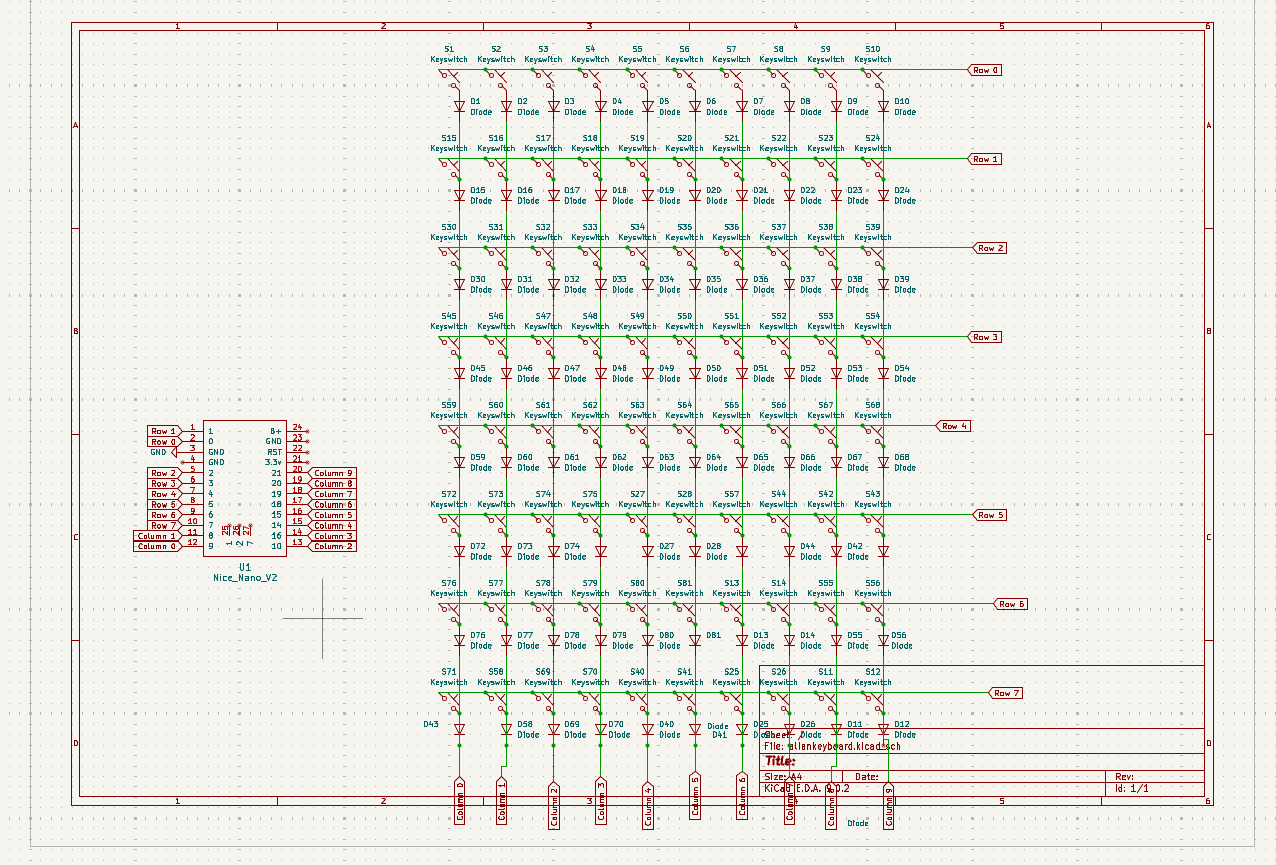 1 2 3 4 5 6
S1 S2 S3 S4 S5 S6 S7 S8 S9 S10
Keyswitch Keyswitch Keyswitch Keyswitch Keyswitch Keyswitch Keyswitch Keyswitch Keyswitch Keyswitch
Row 0
D1 D2 D3 D4 D5 D6 D7 D8 D9 D10
Diode Diode Diode Diode Diode Diode Diode Diode Diode Diode
A A
S15 S16 S17 S18 S19 S20 S21 S22 S23 S24
Keyswitch Keyswitch Keyswitch Keyswitch Keyswitch Keyswitch Keyswitch Keyswitch Keyswitch Keyswitch
Row 1
D15 D16 D17 D18 D19 D20 D21 D22 D23 D24
Diode Diode Diode Diode Diode Diode Diode Diode Diode Diode
S30 S31 S32 S33 S34 S35 S36 S37 S38 S39
Keyswitch Keyswitch Keyswitch Keyswitch Keyswitch Keyswitch Keyswitch Keyswitch Keyswitch Keyswitch
Row 2
D30 D31 D32 D33 D34 D35 D36 D37 D38 D39
Diode Diode Diode Diode Diode Diode Diode Diode Diode Diode
S45 S46 S47 S48 S49 S50 S51 S52 S53 S54
Keyswitch Keyswitch Keyswitch Keyswitch Keyswitch Keyswitch Keyswitch Keyswitch Keyswitch Keyswitch
B B
Row 3
D45 D46 D47 D48 D49 D50 D51 D52 D53 D54
Diode Diode Diode Diode Diode Diode Diode Diode Diode Diode
S59 S60 S61 S62 S63 S64 S65 S66 S67 S68
Keyswitch Keyswitch Keyswitch Keyswitch Keyswitch Keyswitch Keyswitch Keyswitch Keyswitch Keyswitch
Row 4
D59 D60 D61 D62 D63 D64 D65 D66 D67 D68
Diode Diode Diode Diode Diode Diode Diode Diode Diode Diode
Row 1 1 1 B+ 24
Row 0 2 0 GND 23
GND 3 GND RST 22
4 GND 3.3v 21
Row 2 5 2 21 20 Column 9
Row 3 6 3 20 19 Column 8
Row 4 7 4 19 18 Column 7
Row 5 8 5 18 17 Column 6
Row 6 9 6 15 16 Column 5
Row 7 10 7 14 15 Column 4
Column 1 11 8 16 14 Column 3
Column 0 12 9 10 13 Column 2
25 26 27
1 2 7
U1
Nice_Nano_V2
S72 S73 S74 S75 S27 S28 S57 S44 S42 S43
Keyswitch Keyswitch Keyswitch Keyswitch Keyswitch Keyswitch Keyswitch Keyswitch Keyswitch Keyswitch
Row 5
C C
D72 D73 D74 D27 D28 D44 D42
Diode Diode Diode Diode Diode Diode Diode
S76 S77 S78 S79 S80 S81 S13 S14 S55 S56
Keyswitch Keyswitch Keyswitch Keyswitch Keyswitch Keyswitch Keyswitch Keyswitch Keyswitch Keyswitch
Row 6
D76 D77 D78 D79 D80 D81 D13 D14 D55 D56
Diode Diode Diode Diode Diode Diode Diode Diode Diode
S71 S58 S69 S70 S40 S41 S25 S26 S11 S12
Keyswitch Keyswitch Keyswitch Keyswitch Keyswitch Keyswitch Keyswitch Keyswitch Keyswitch Keyswitch
Row 7
D43 D58 D69 D70 D40 Diode D25 D26 D11 D12
Diode Diode Diode Diode D41 Diode Diode Diode
D D
Sheet: /
File: allankeyboard.kicad_sch
Title:
Size: A4 Date: Rev:
KiCad E.D.A. 9.0.2 Id: 1/1
Column 0 Column 1 Column 2 Column 3 Column 4 Column 5 Column 6 Column 9
1 2 3 4 5 6
Diode